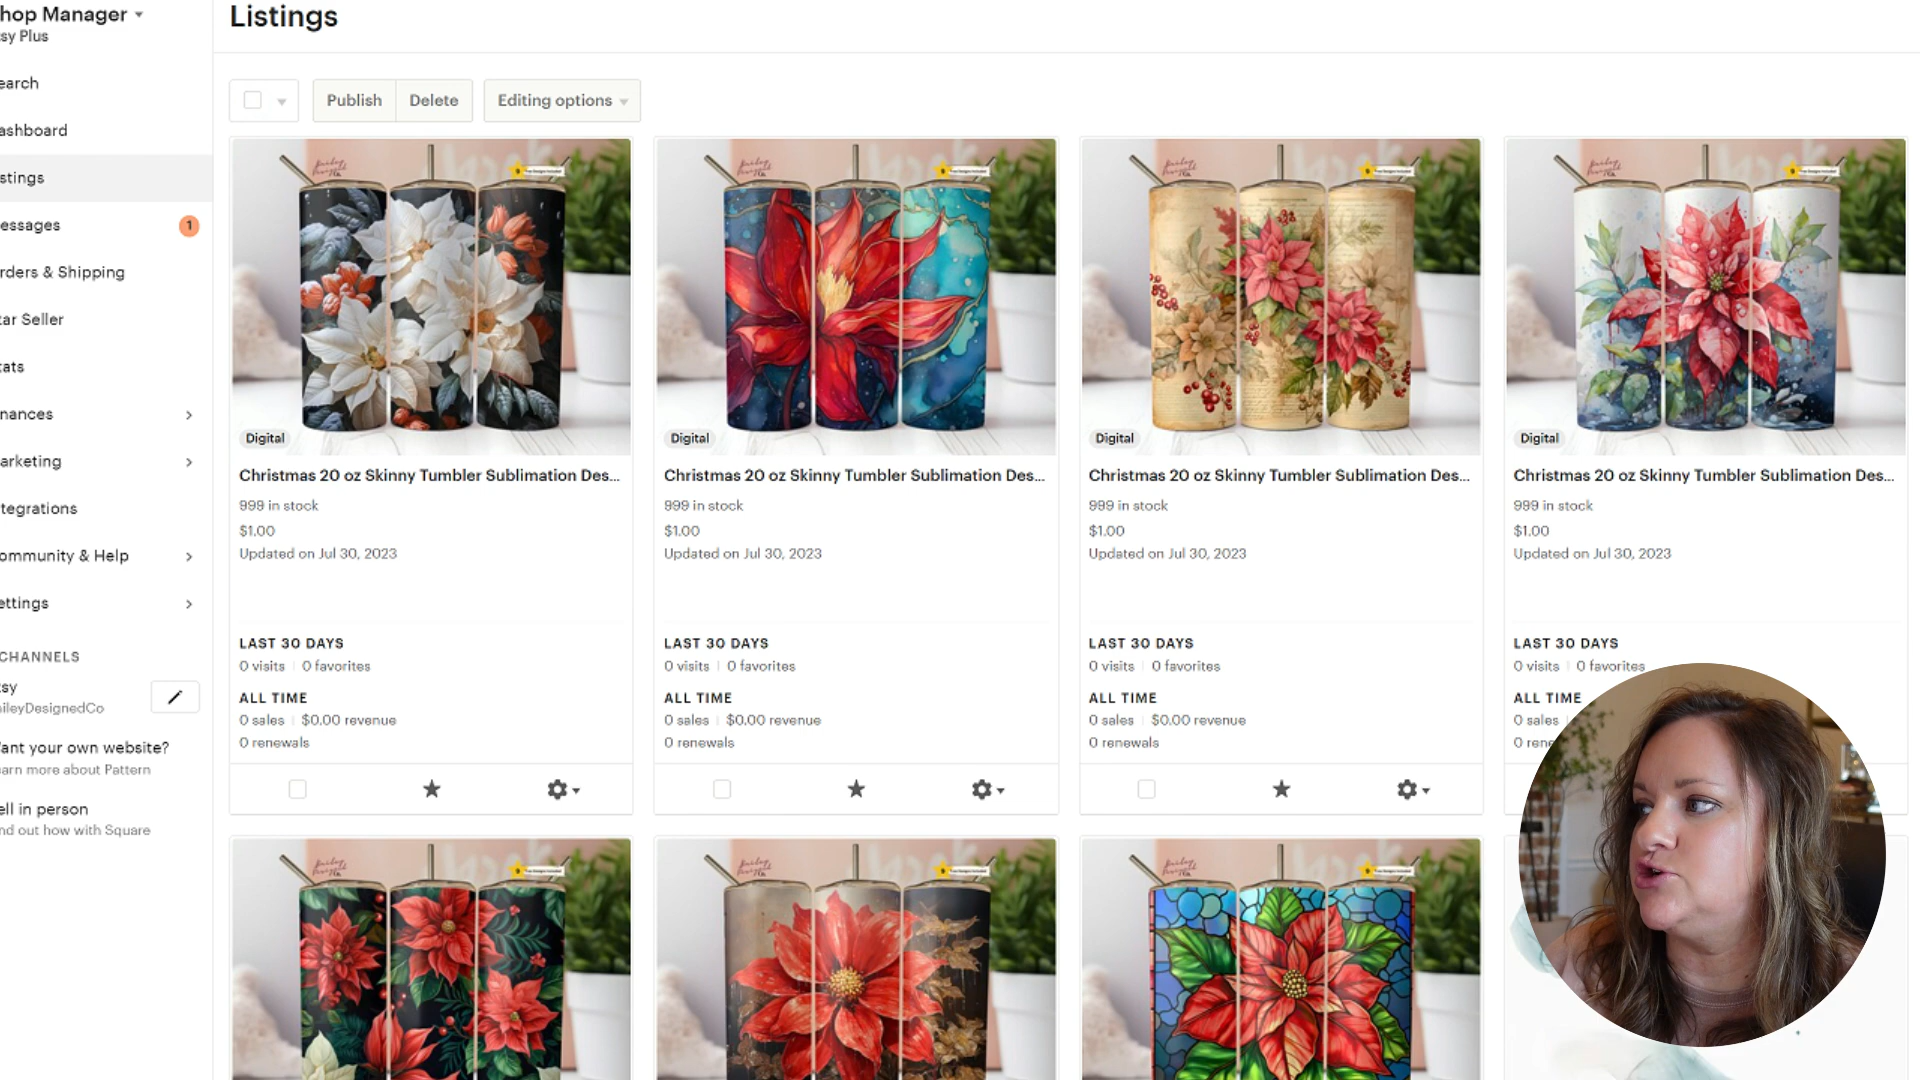 hop Manager
sy Plus
earch
ashboard
stings
essages
1
rders & Shipping
tar Seller
tats
nances
arketing
tegrations
ommunity & Help
ettings
CHANNELS
sy
aileyDesignedCo
ant your own website?
arn more about Pattern
ell in person
nd out how with Square
Listings
Publish
Delete
Editing options
Digital
Christmas 20 oz Skinny Tumbler Sublimation Des...
999 in stock
$1.00
Updated on Jul 30, 2023
LAST 30 DAYS
0 visits | 0 favorites
ALL TIME
0 sales | $0.00 revenue
0 renewals
Digital
Christmas 20 oz Skinny Tumbler Sublimation Des...
999 in stock
$1.00
Updated on Jul 30, 2023
LAST 30 DAYS
0 visits | 0 favorites
ALL TIME
0 sales | $0.00 revenue
0 renewals
Digital
Christmas 20 oz Skinny Tumbler Sublimation Des...
999 in stock
$1.00
Updated on Jul 30, 2023
LAST 30 DAYS
0 visits | 0 favorites
ALL TIME
0 sales | $0.00 revenue
0 renewals
Digital
Christmas 20 oz Skinny Tumbler Sublimation Des...
999 in stock
$1.00
Updated on Jul 30, 2023
LAST 30 DAYS
0 visits | 0 favorites
ALL TIME
0 sales
0 rene